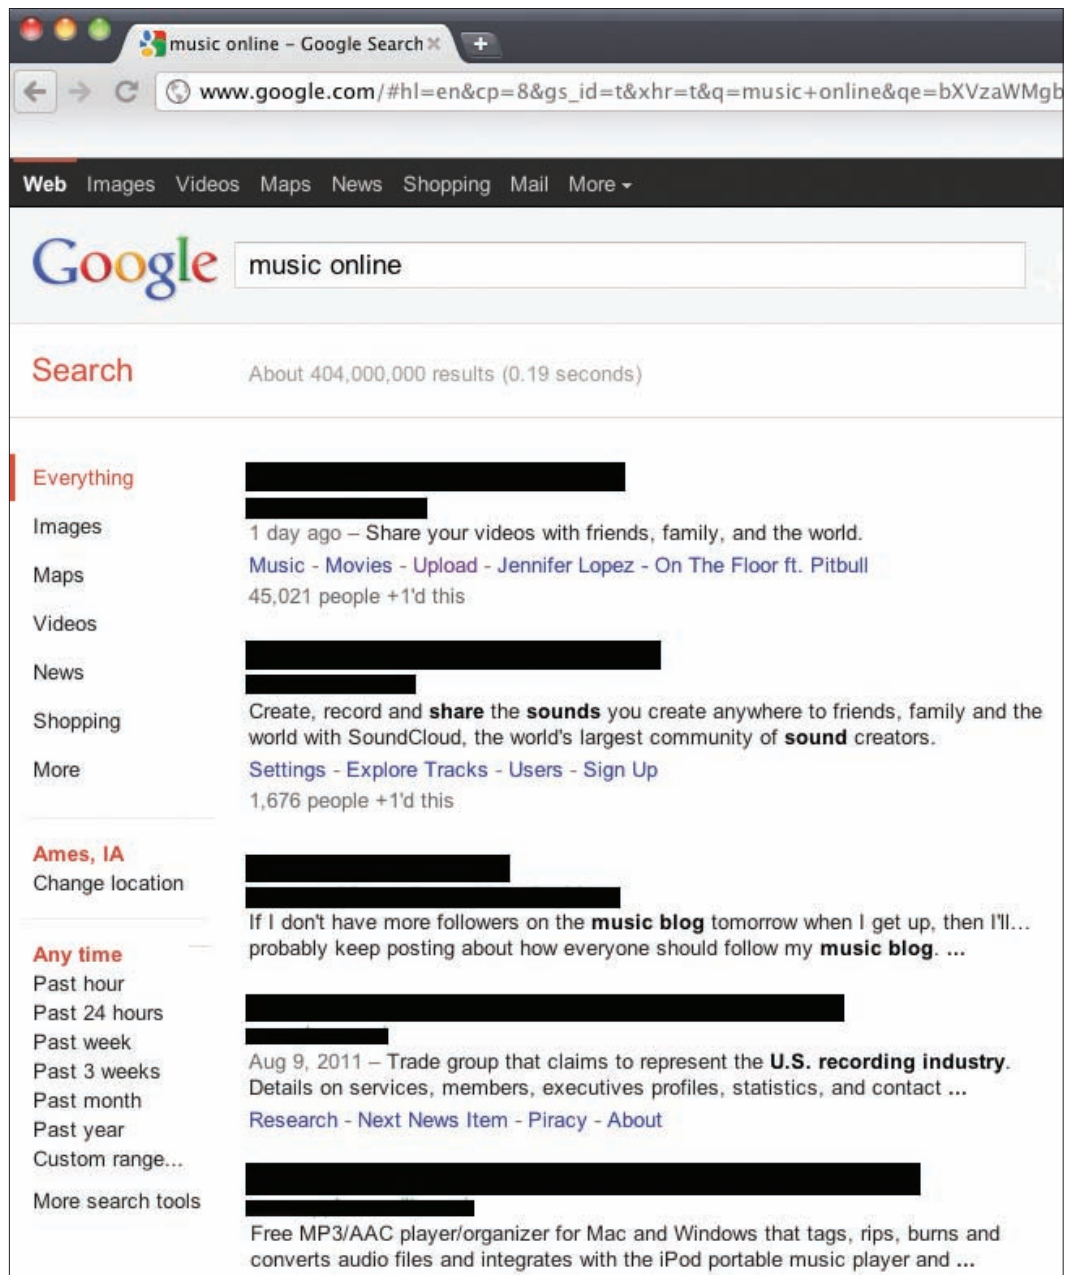 music online – Google Search
www.google.com/#hl=en&cp=8&gs_id=t&xhr=t&q=music+online&qe=bXVzaWMgb
Web Images Videos Maps News Shopping Mail More
Google music online
Search About 404,000,000 results (0.19 seconds)
Everything
Images
Maps
Videos
News
Shopping
More
Ames, IA
Change location
Any time
Past hour
Past 24 hours
Past week
Past 3 weeks
Past month
Past year
Custom range...
More search tools
1 day ago – Share your videos with friends, family, and the world.
Music - Movies - Upload - Jennifer Lopez - On The Floor ft. Pitbull
45,021 people +1'd this
Create, record and share the sounds you create anywhere to friends, family and the
world with SoundCloud, the world's largest community of sound creators.
Settings - Explore Tracks - Users - Sign Up
1,676 people +1'd this
If I don't have more followers on the music blog tomorrow when I get up, then I'll...
probably keep posting about how everyone should follow my music blog. ...
Aug 9, 2011 – Trade group that claims to represent the U.S. recording industry.
Details on services, members, executives profiles, statistics, and contact ...
Research - Next News Item - Piracy - About
Free MP3/AAC player/organizer for Mac and Windows that tags, rips, burns and
converts audio files and integrates with the iPod portable music player and ...